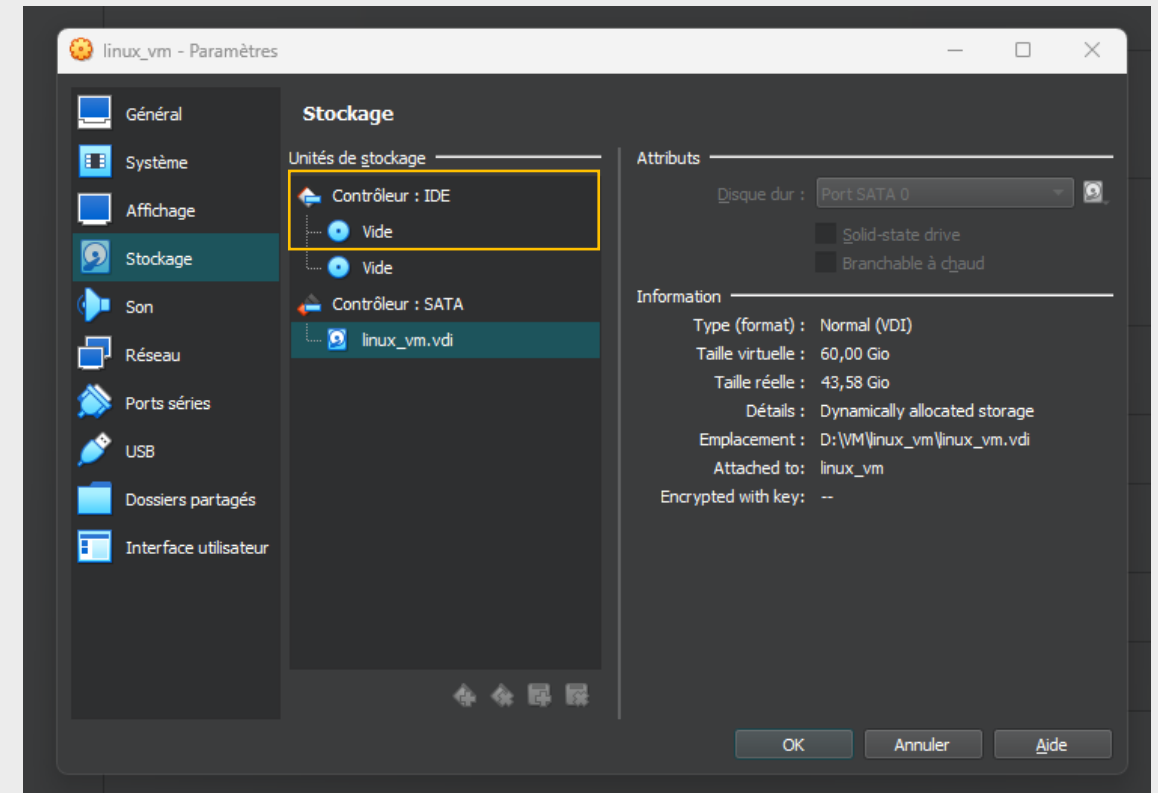 linux_vm - Paramètres
Général
Système
Affichage
Stockage
Son
Réseau
Ports séries
USB
Dossiers partagés
Interface utilisateur
Stockage
Unités de stockage
Contrôleur : IDE
Vide
Vide
Contrôleur : SATA
linux_vm.vdi
Attributs
Disque dur : Port SATA 0
Solid-state drive
Branchable à chaud
Information
Type (format) : Normal (VDI)
Taille virtuelle : 60,00 Gio
Taille réelle : 43,58 Gio
Détails : Dynamically allocated storage
Emplacement : D:\VM\linux_vm\linux_vm.vdi
Attached to: linux_vm
Encrypted with key: --
OK
Annuler
Aide